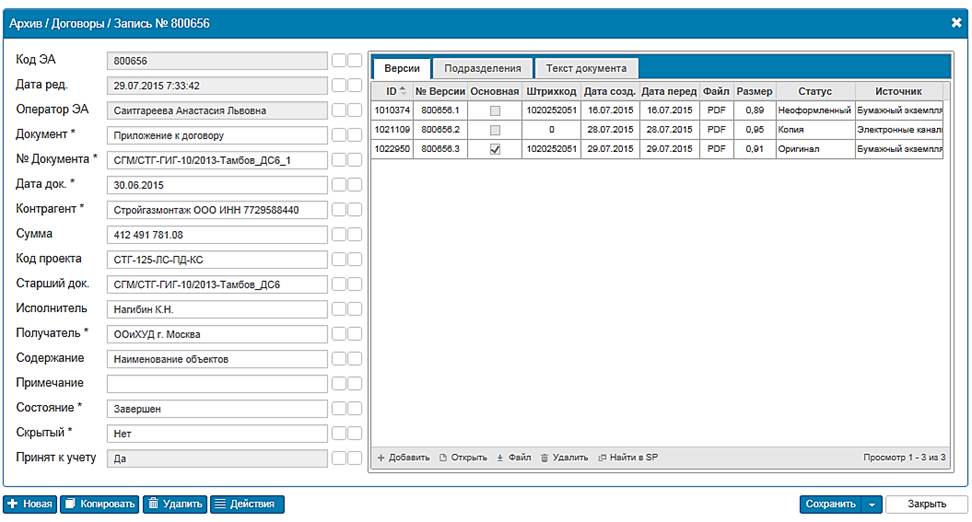 Архив / Договоры / Запись № 800656
Код ЭА 800656
Дата ред. 29.07.2015 7:33:42
Оператор ЭА Саитгареева Анастасия Львовна
Документ * Приложение к договору
№ Документа * СГМ/СТГ-ГИГ-10/2013-Тамбов_ДС6_1
Дата док. * 30.06.2015
Контрагент * Стройгазмонтаж ООО ИНН 7729588440
Сумма 412 491 781.08
Код проекта СТГ-125-ЛС-ПД-КС
Старший док. СГМ/СТГ-ГИГ-10/2013-Тамбов_ДС6
Исполнитель Нагибин К.Н.
Получатель * ООиХУД г. Москва
Содержание Наименование объектов
Примечание
Состояние * Завершен
Скрытый * Нет
Принят к учету Да
Версии Подразделения Текст документа
ID № Версии Основная Штрихкод Дата созд. Дата перед Файл Размер Статус Источник
1010374 800656.1 1020252051 16.07.2015 16.07.2015 PDF 0,89 Неоформленный Бумажный экземпля
1021109 800656.2 0 28.07.2015 28.07.2015 PDF 0,95 Копия Электронные канал
1022950 800656.3 1020252051 29.07.2015 29.07.2015 PDF 0,91 Оригинал Бумажный экземпля
+ Добавить Открыть Файл Удалить Найти в SP Просмотр 1 - 3 из 3
+ Новая Копировать Удалить Действия Сохранить Закрыть